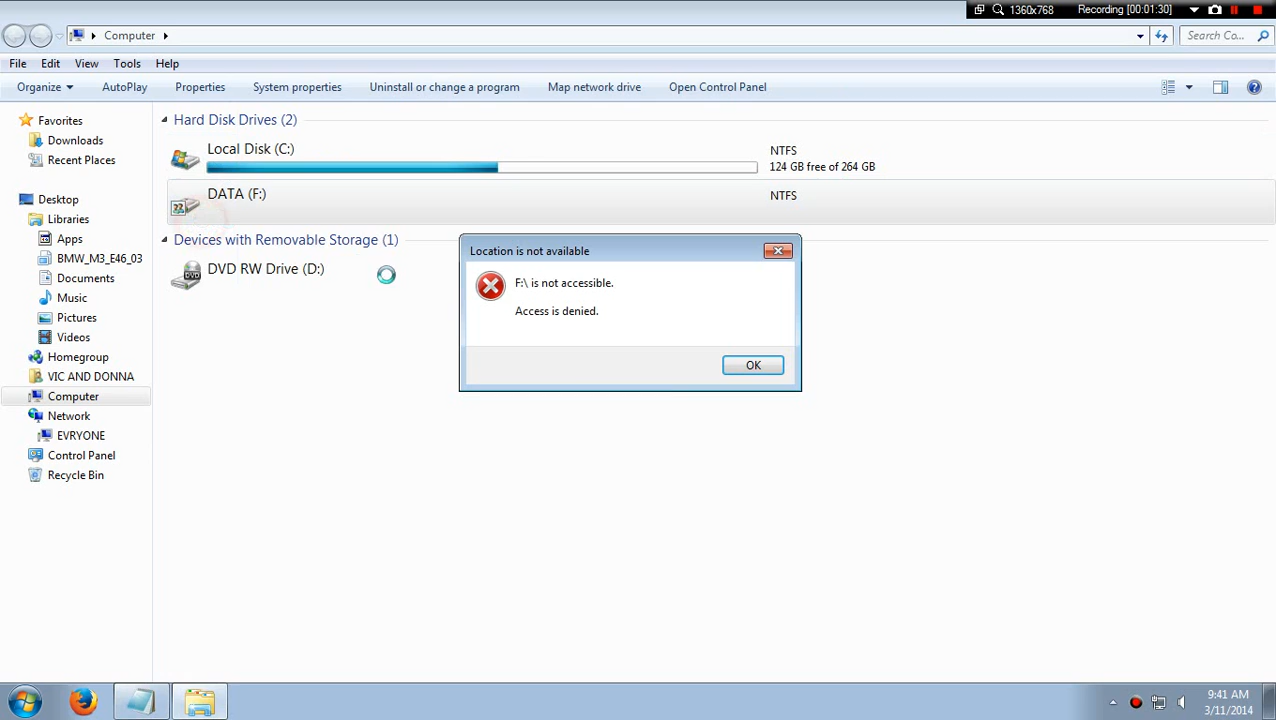 1360x768 Recording [00:01:30]
Computer
Search Co...
File Edit View Tools Help
Organize AutoPlay Properties System properties Uninstall or change a program Map network drive Open Control Panel
Favorites
Downloads
Recent Places
Desktop
Libraries
Apps
BMW_M3_E46_03
Documents
Music
Pictures
Videos
Homegroup
VIC AND DONNA
Computer
Network
EVRYONE
Control Panel
Recycle Bin
Hard Disk Drives (2)
Local Disk (C:)
NTFS
124 GB free of 264 GB
DATA (F:)
NTFS
Devices with Removable Storage (1)
DVD RW Drive (D:)
DVD
Location is not available
F:\ is not accessible.
Access is denied.
OK
9:41 AM
3/11/2014